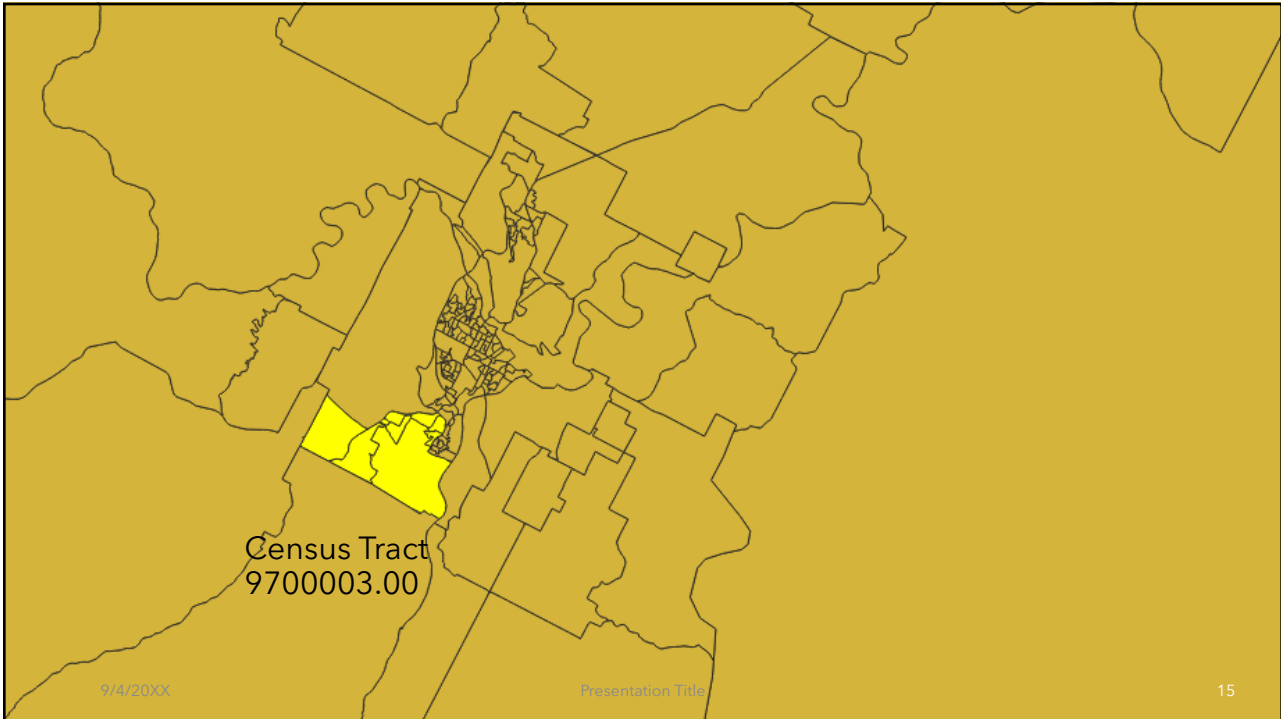 Census Tract
9700003.00
9/4/20XX
Presentation Title
15